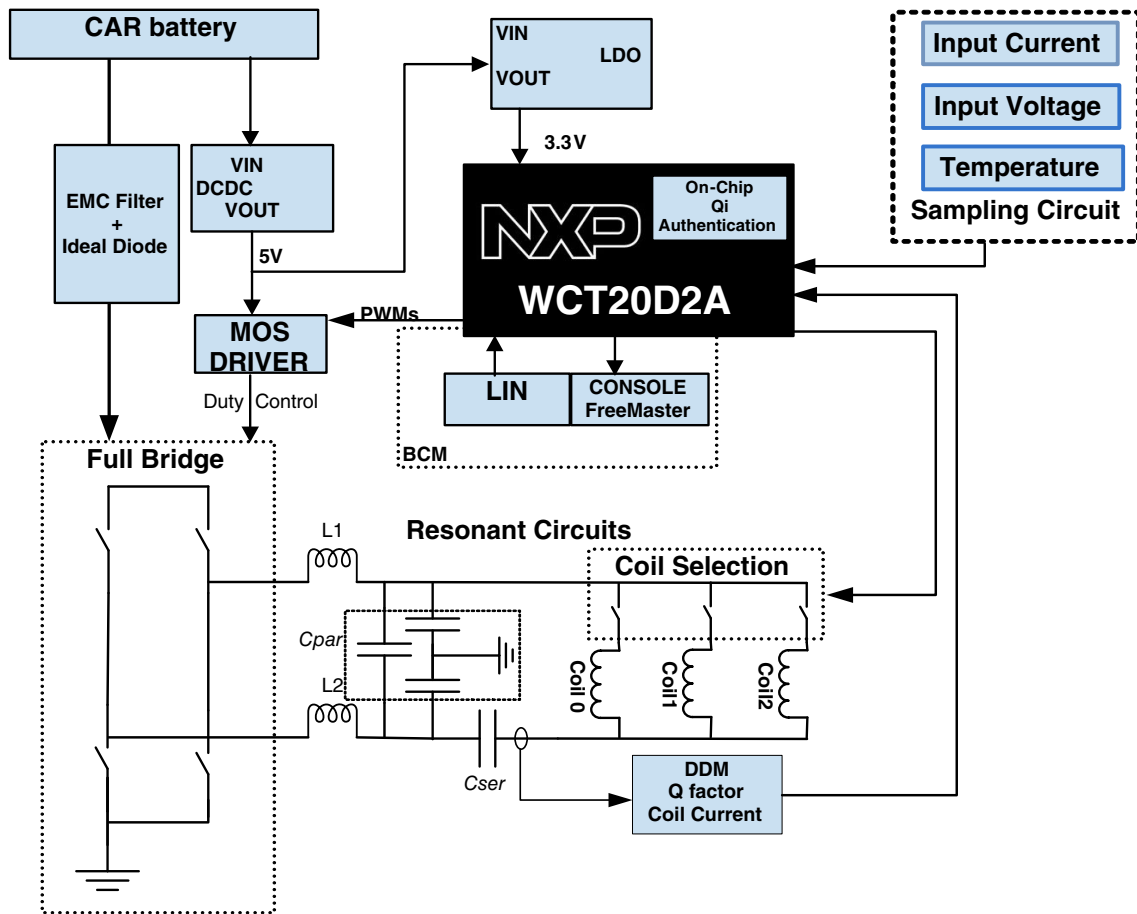 CAR battery
VIN
LDO
VOUT
Input Current
Input Voltage
Temperature
Sampling Circuit
EMC Filter
+
Ideal Diode
VIN
DCDC
VOUT
5V
3.3V
NXP
On-Chip
Qi
Authentication
WCT20D2A
PWMs
MOS
DRIVER
Duty Control
LIN
CONSOLE
FreeMaster
BCM
Full Bridge
L1
Resonant Circuits
Coil Selection
Cpar
L2
Coil 0
Coil1
Coil2
Cser
DDM
Q factor
Coil Current